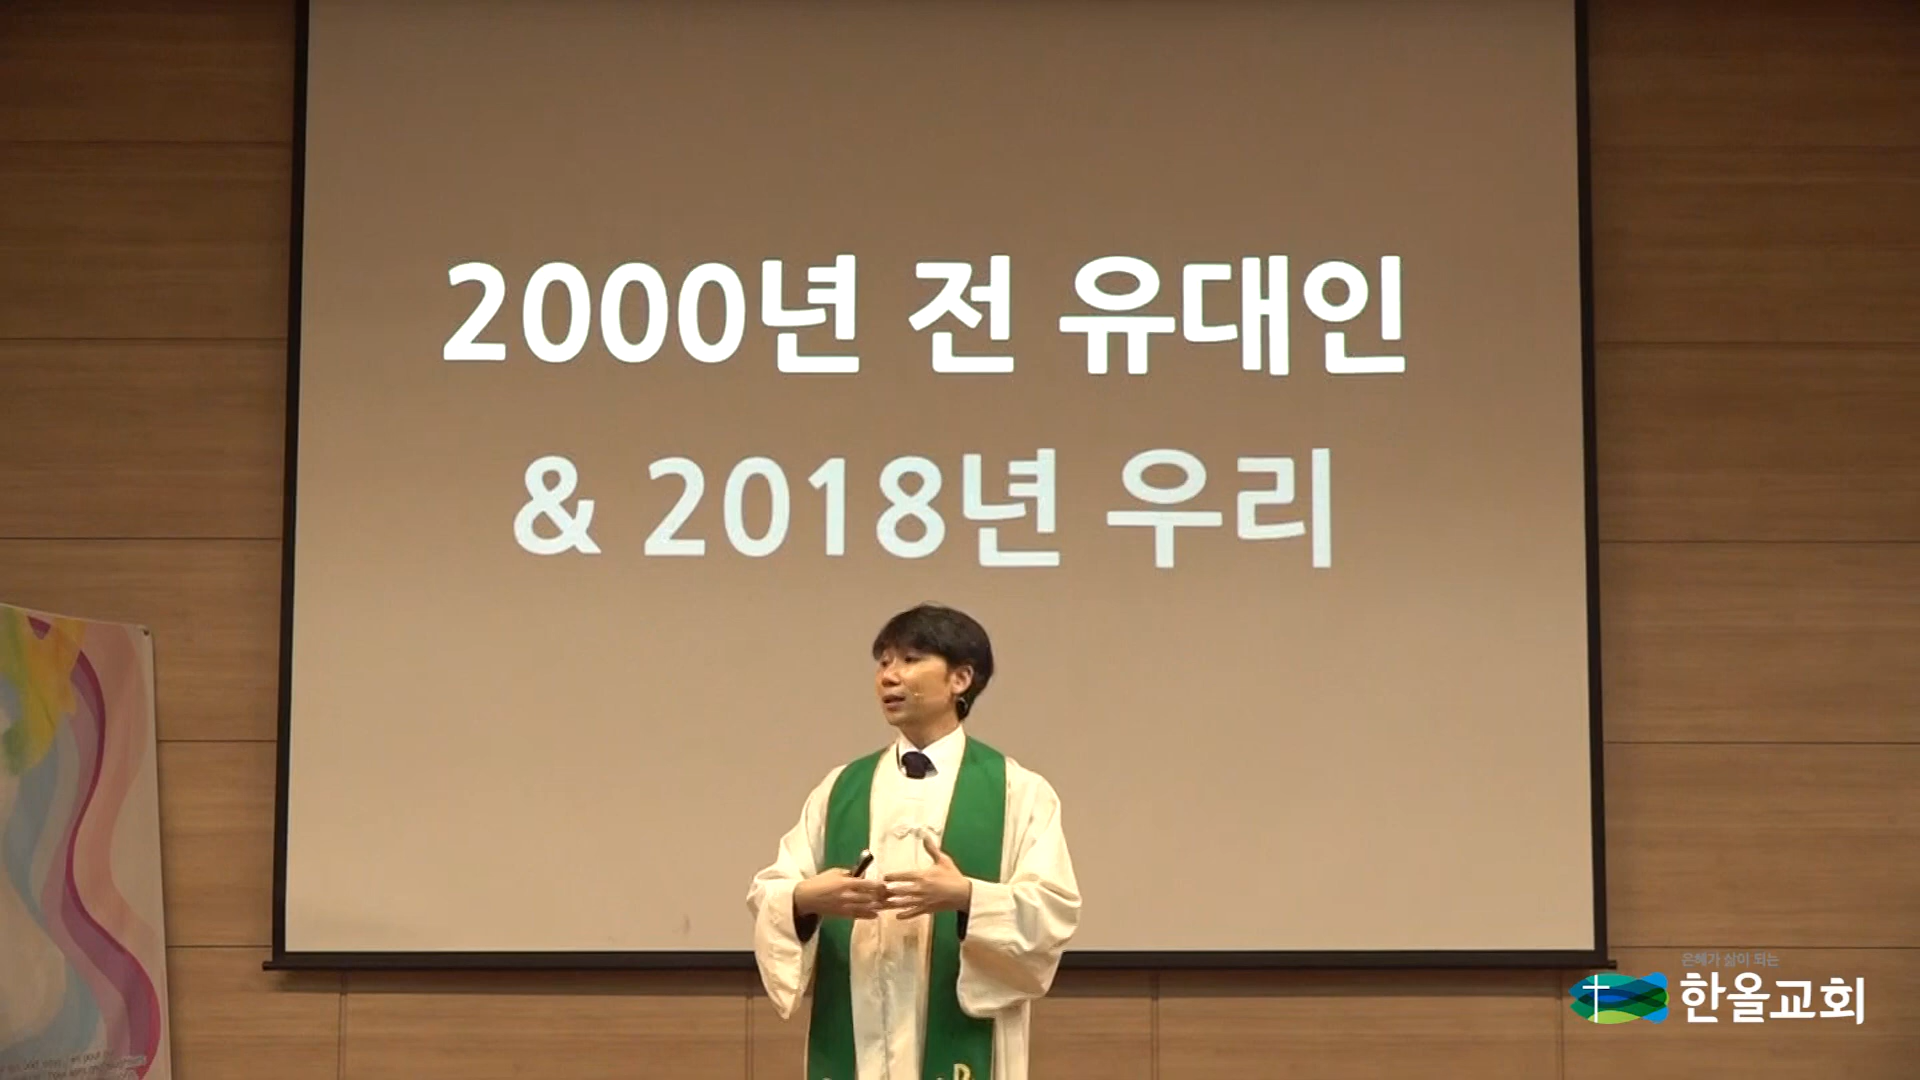 2000년 전 유대인
& 2018년 우리
은혜가 삶이 되는
한올교회